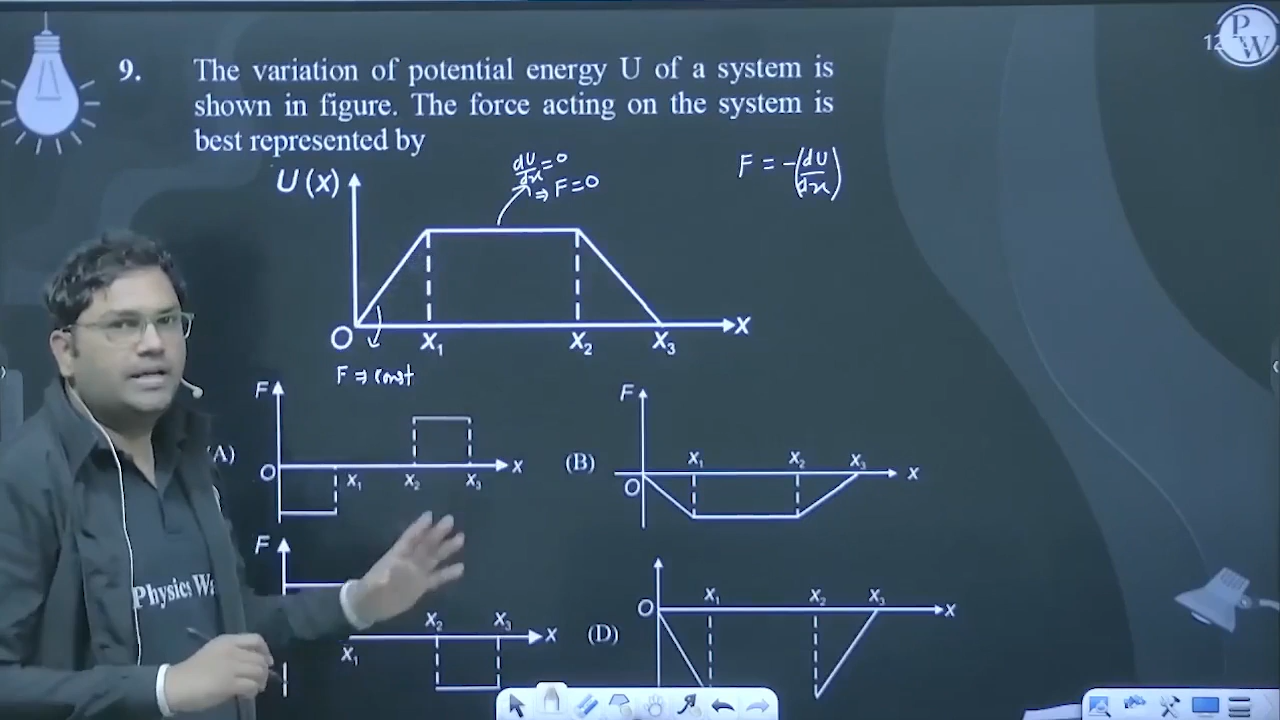 PW
9. The variation of potential energy U of a system is
shown in figure. The force acting on the system is
best represented by
dU/dx = 0
⇒ F = 0
F = -(dU/dx)
U (x)
O x₁ x₂ x₃ x
F ⇒ const
(A) F O x₁ x₂ x₃ x
(B) F O x₁ x₂ x₃ x
F x₁ x₂ x₃ x
(D) O x₁ x₂ x₃ x
Physics